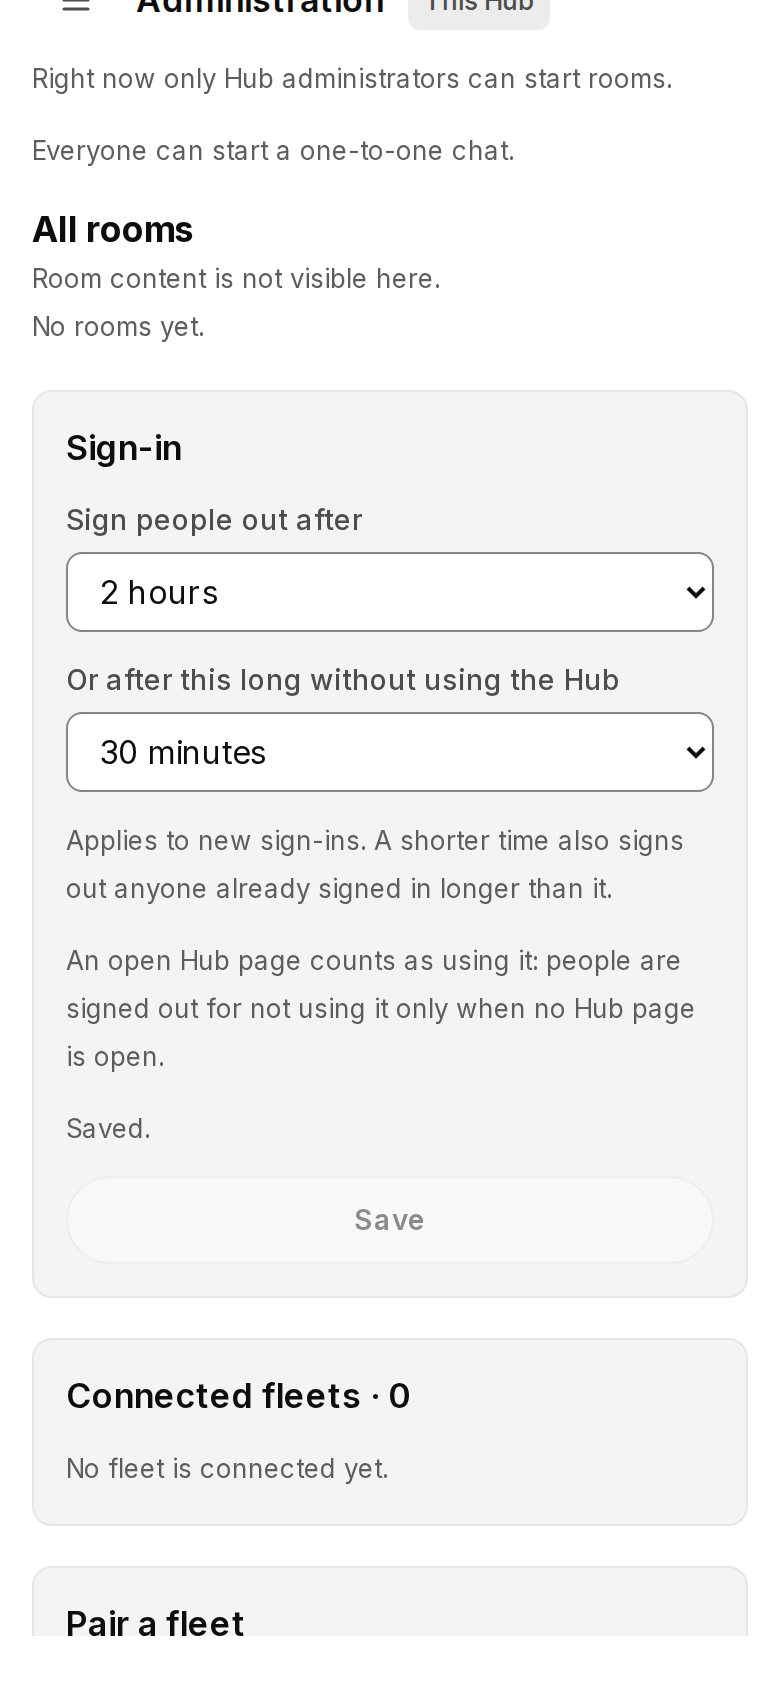 Administration This Hub
Right now only Hub administrators can start rooms.
Everyone can start a one-to-one chat.
All rooms
Room content is not visible here.
No rooms yet.
Sign-in
Sign people out after
2 hours
Or after this long without using the Hub
30 minutes
Applies to new sign-ins. A shorter time also signs
out anyone already signed in longer than it.
An open Hub page counts as using it: people are
signed out for not using it only when no Hub page
is open.
Saved.
Save
Connected fleets · 0
No fleet is connected yet.
Pair a fleet